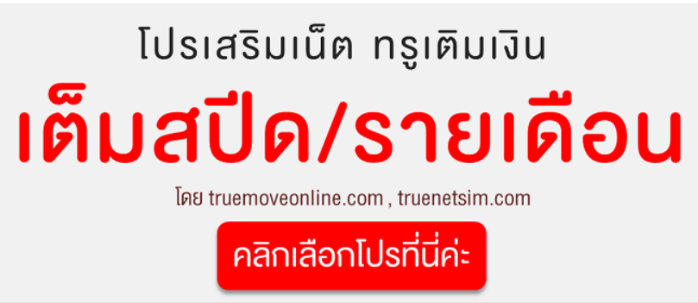 โปรเสริมเน็ต ทรูเติมเงิน
เต็มสปีด/รายเดือน
โดย truemoveonline.com , truenetsim.com
คลิกเลือกโปรที่นี่ค่ะ